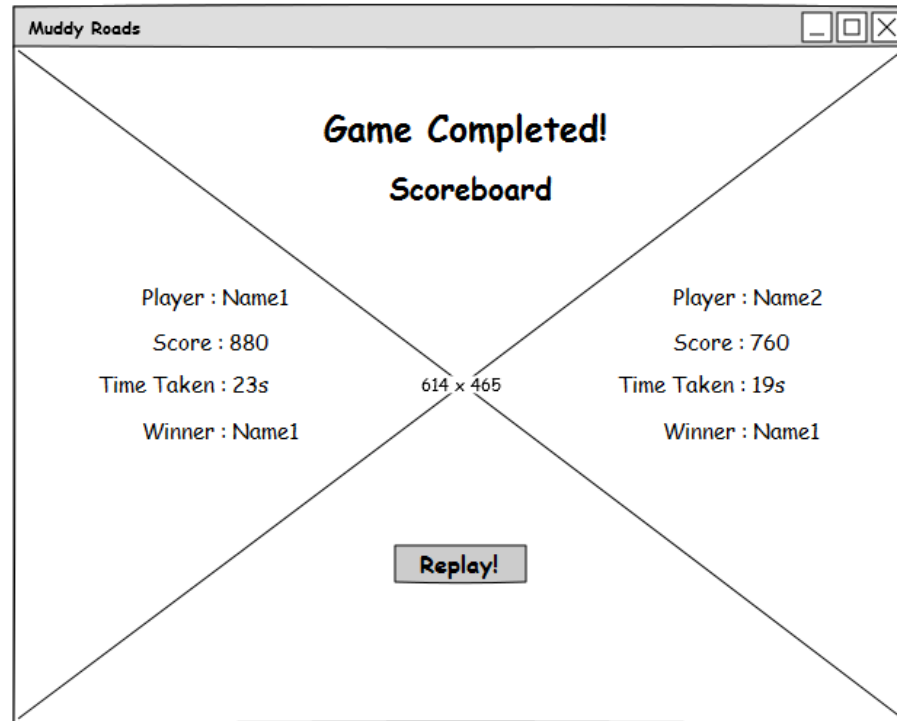 Muddy Roads
Game Completed!
Scoreboard
Player : Name1
Score : 880
Time Taken : 23s
Winner : Name1
Player : Name2
Score : 760
Time Taken : 19s
Winner : Name1
614 x 465
Replay!